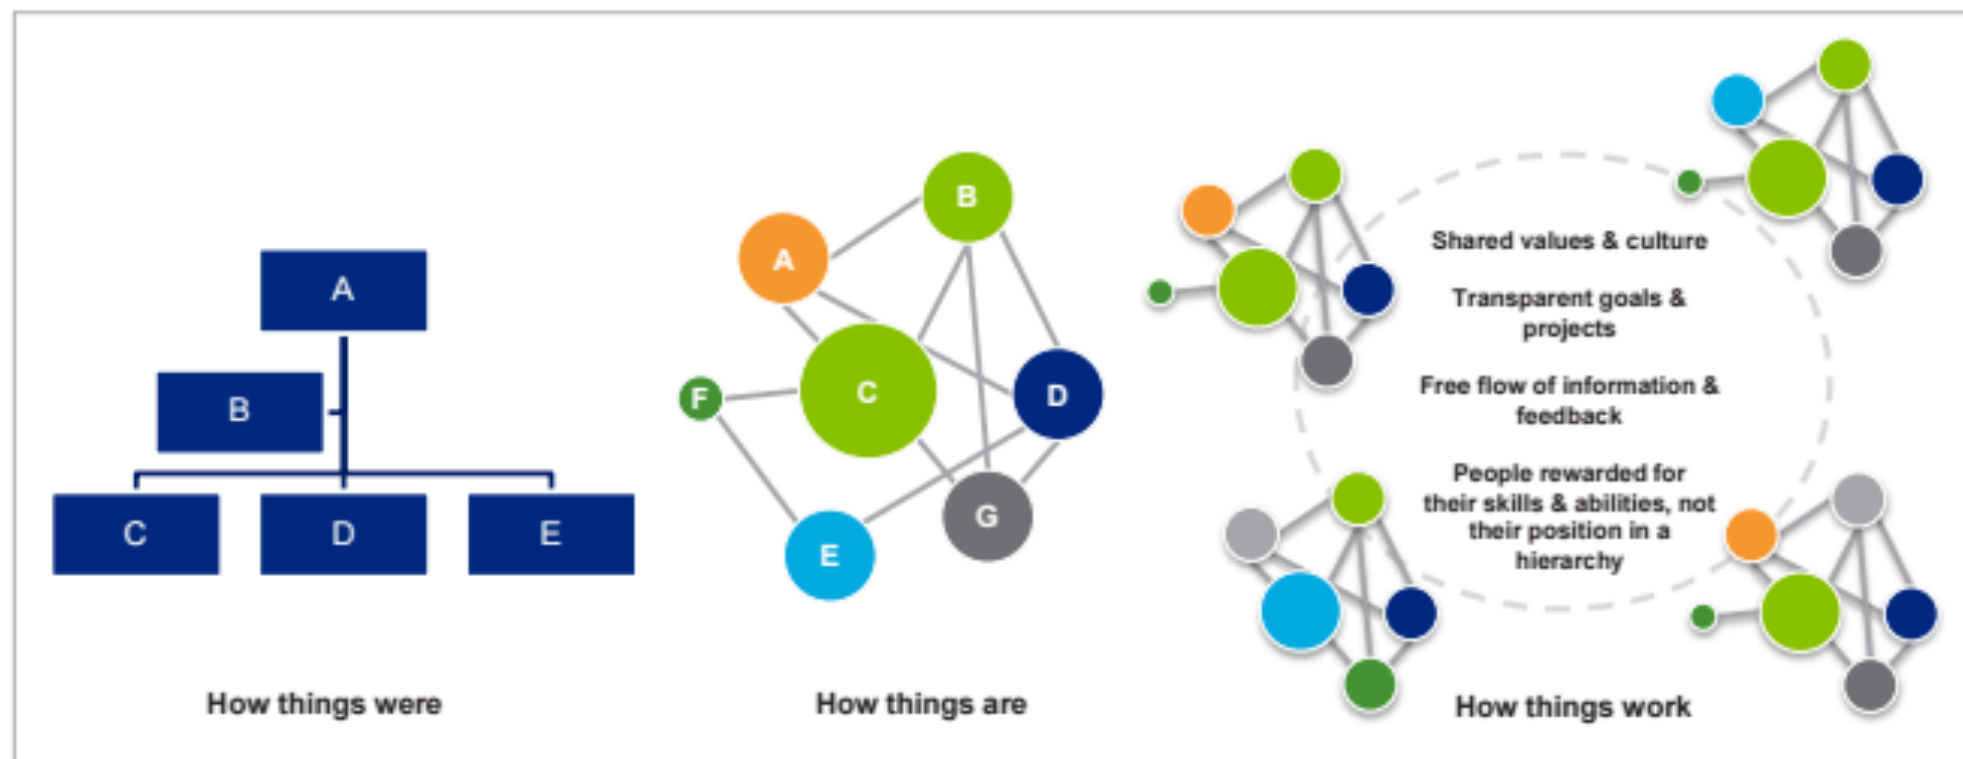 A
B
C
D
E
How things were
B
A
C
D
F
G
E
How things are
Shared values & culture
Transparent goals &
projects
Free flow of information &
feedback
People rewarded for
their skills & abilities, not
their position in a
hierarchy
How things work